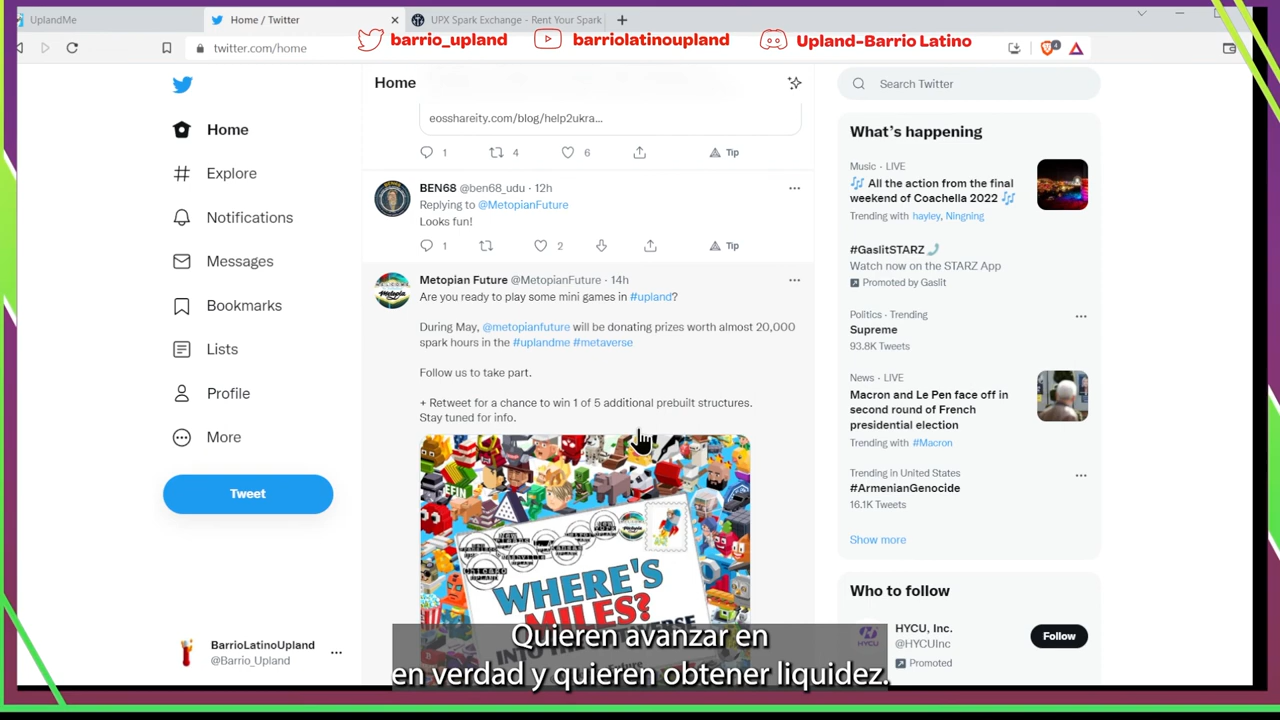 UplandMe
Home / Twitter
UPX Spark Exchange - Rent Your Spark
twitter.com/home
barrio_upland
barriolatinoupland
Upland-Barrio Latino
4
Home
Explore
Notifications
Messages
Bookmarks
Lists
Profile
More
Tweet
BarrioLatinoUpland
@Barrio_Upland
Home
eosshareity.com/blog/help2ukra...
1 4 6 Tip
BEN68 @ben68_udu · 12h
Replying to @MetopianFuture
Looks fun!
1 2 Tip
Metopian Future @MetopianFuture · 14h
Are you ready to play some mini games in #upland?
During May, @metopianfuture will be donating prizes worth almost 20,000
spark hours in the #uplandme #metaverse
Follow us to take part.
+ Retweet for a chance to win 1 of 5 additional prebuilt structures.
Stay tuned for info.
WHERE'S
MILES?
Quieren avanzar en
en verdad y quieren obtener liquidez.
Search Twitter
What's happening
Music · LIVE
🎶 All the action from the final
weekend of Coachella 2022 🎶
Trending with hayley, Ningning
#GaslitSTARZ
Watch now on the STARZ App
Promoted by Gaslit
Politics · Trending
Supreme
93.8K Tweets
News · LIVE
Macron and Le Pen face off in
second round of French
presidential election
Trending with #Macron
Trending in United States
#ArmenianGenocide
16.1K Tweets
Show more
Who to follow
HYCU, Inc.
@HYCUInc
Promoted
Follow